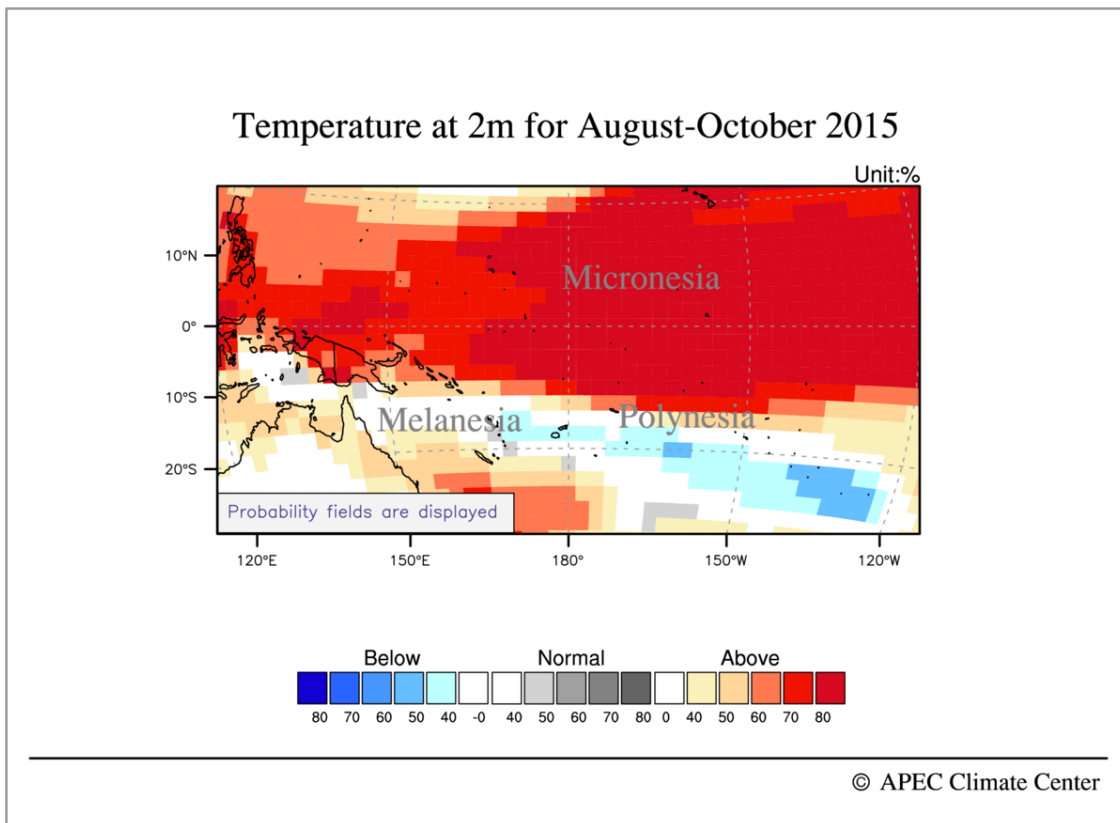 Temperature at 2m for August-October 2015
Unit:%
10°N
Micronesia
0°
10°S
Melanesia
Polynesia
20°S
Probability fields are displayed
120°E 150°E 180° 150°W 120°W
Below Normal Above
80 70 60 50 40 -0 40 50 60 70 80 0 40 50 60 70 80
© APEC Climate Center